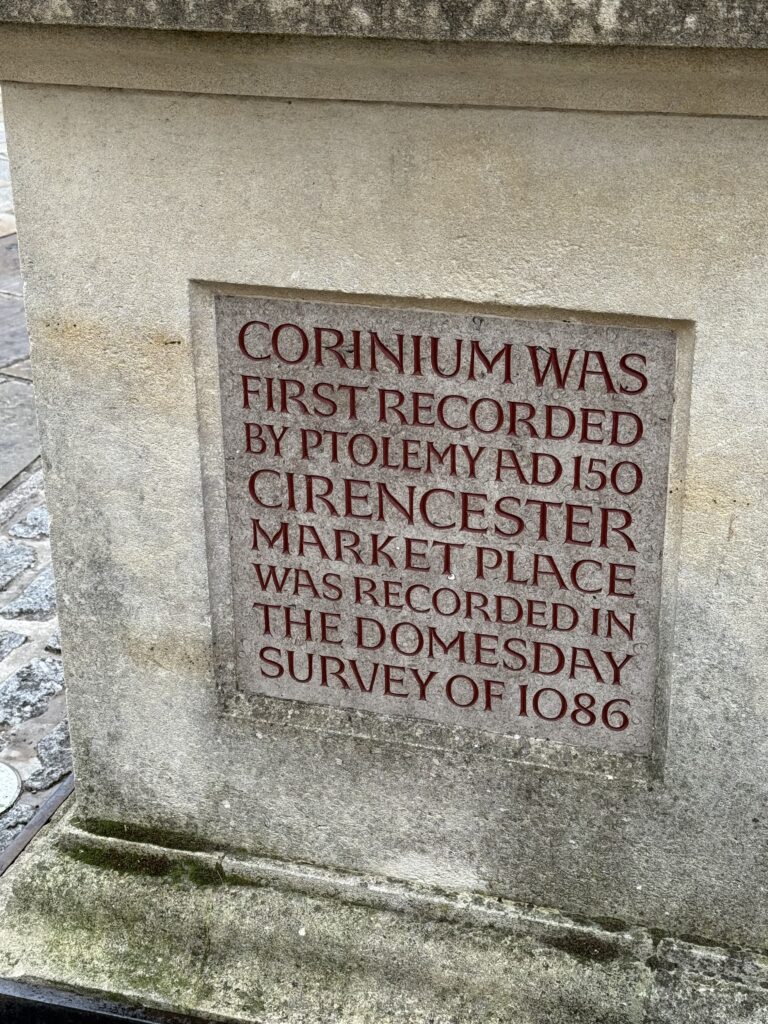 CORINIUM WAS
FIRST RECORDED
BY PTOLEMY AD 150
CIRENCESTER
MARKET PLACE
WAS RECORDED IN
THE DOMESDAY
SURVEY OF 1086